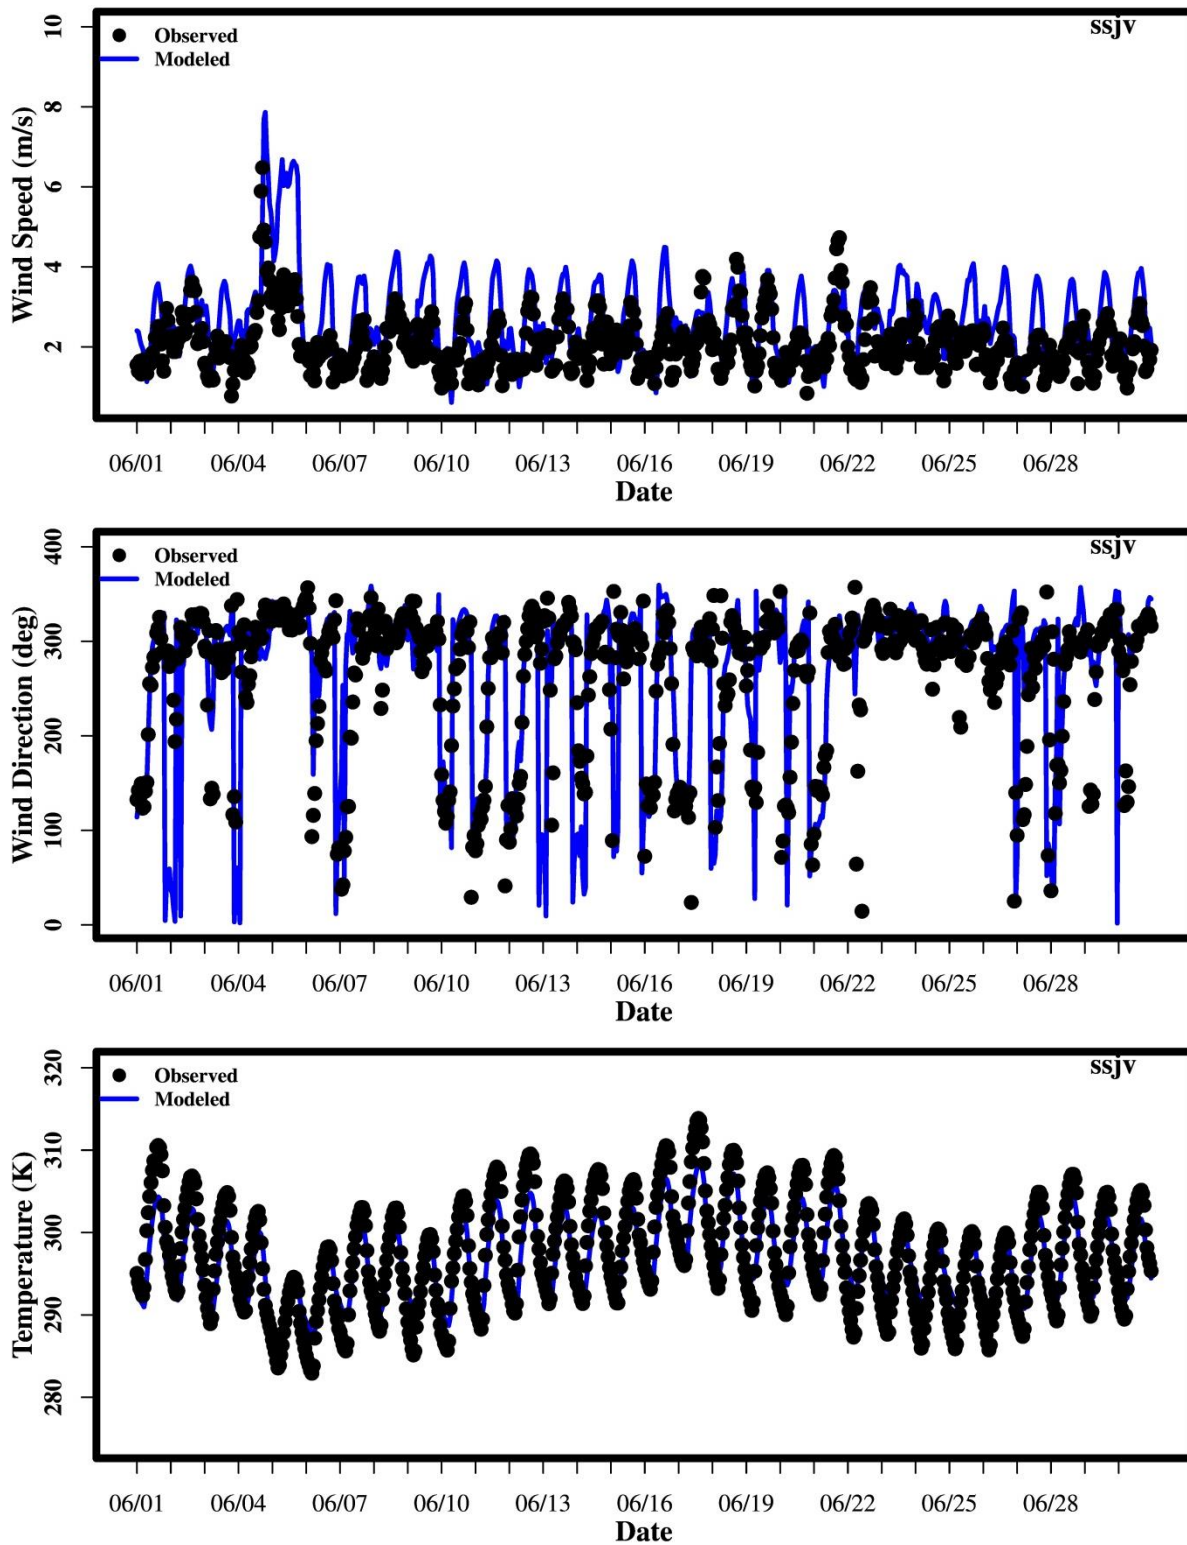 ssjv
Observed
Modeled
Wind Speed (m/s)
10
8
6
4
2
06/01 06/04 06/07 06/10 06/13 06/16 06/19 06/22 06/25 06/28
Date
ssjv
Observed
Modeled
Wind Direction (deg)
400
300
200
100
0
06/01 06/04 06/07 06/10 06/13 06/16 06/19 06/22 06/25 06/28
Date
ssjv
Observed
Modeled
Temperature (K)
320
310
300
290
280
06/01 06/04 06/07 06/10 06/13 06/16 06/19 06/22 06/25 06/28
Date